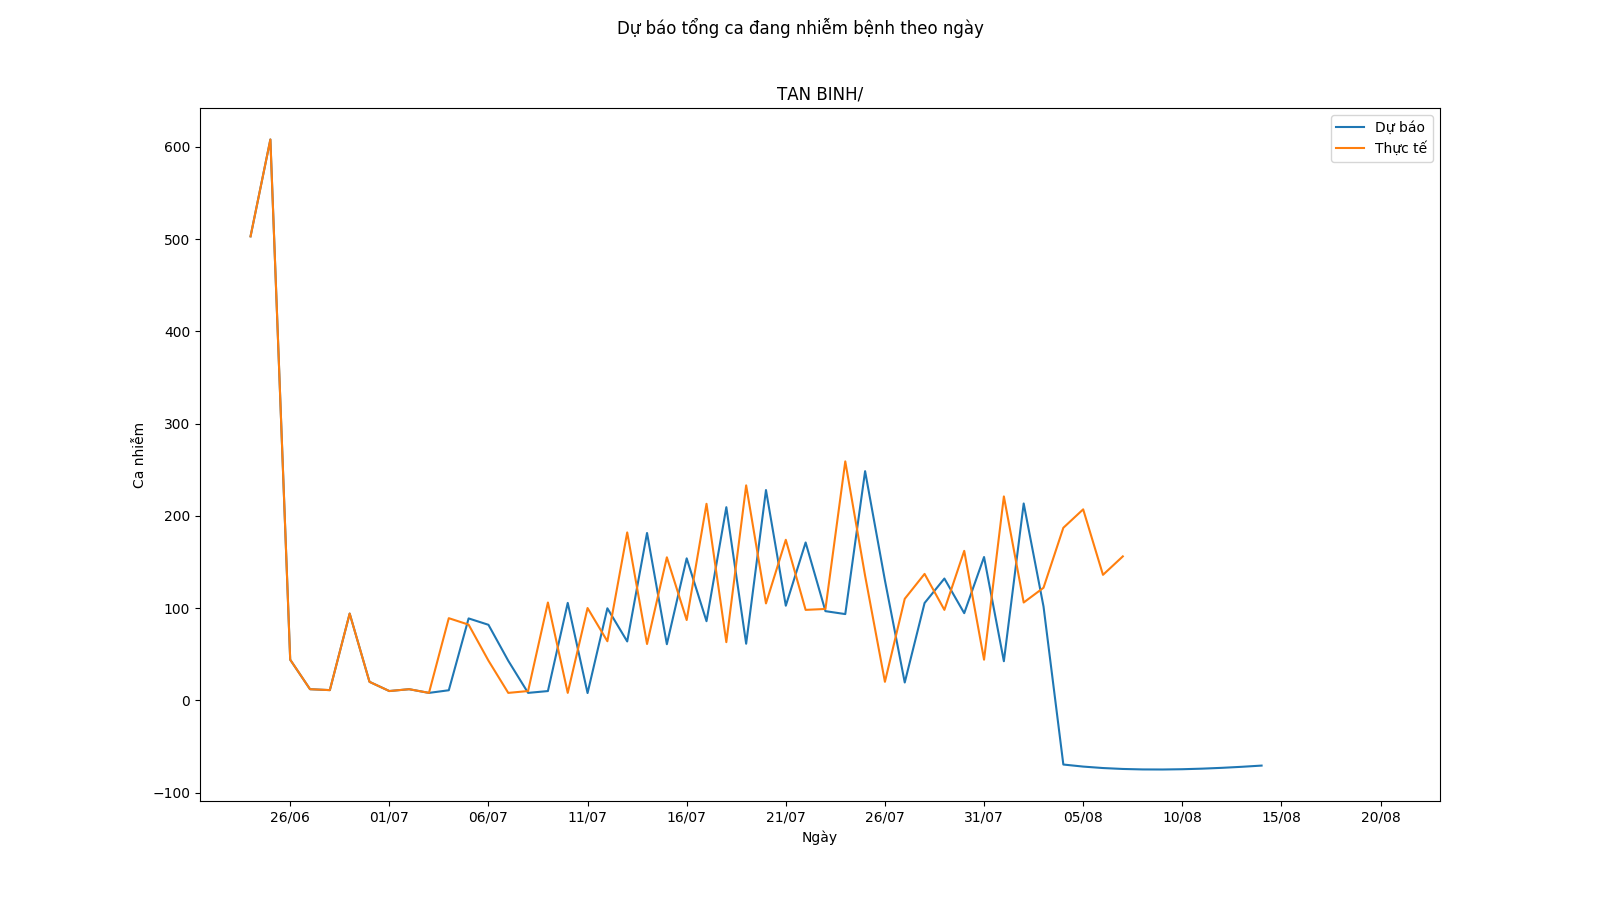 Dự báo tổng ca đang nhiễm bệnh theo ngày
TAN BINH/
Dự báo
Thực tế
600
500
400
300
200
100
0
−100
Ca nhiễm
26/06 01/07 06/07 11/07 16/07 21/07 26/07 31/07 05/08 10/08 15/08 20/08
Ngày